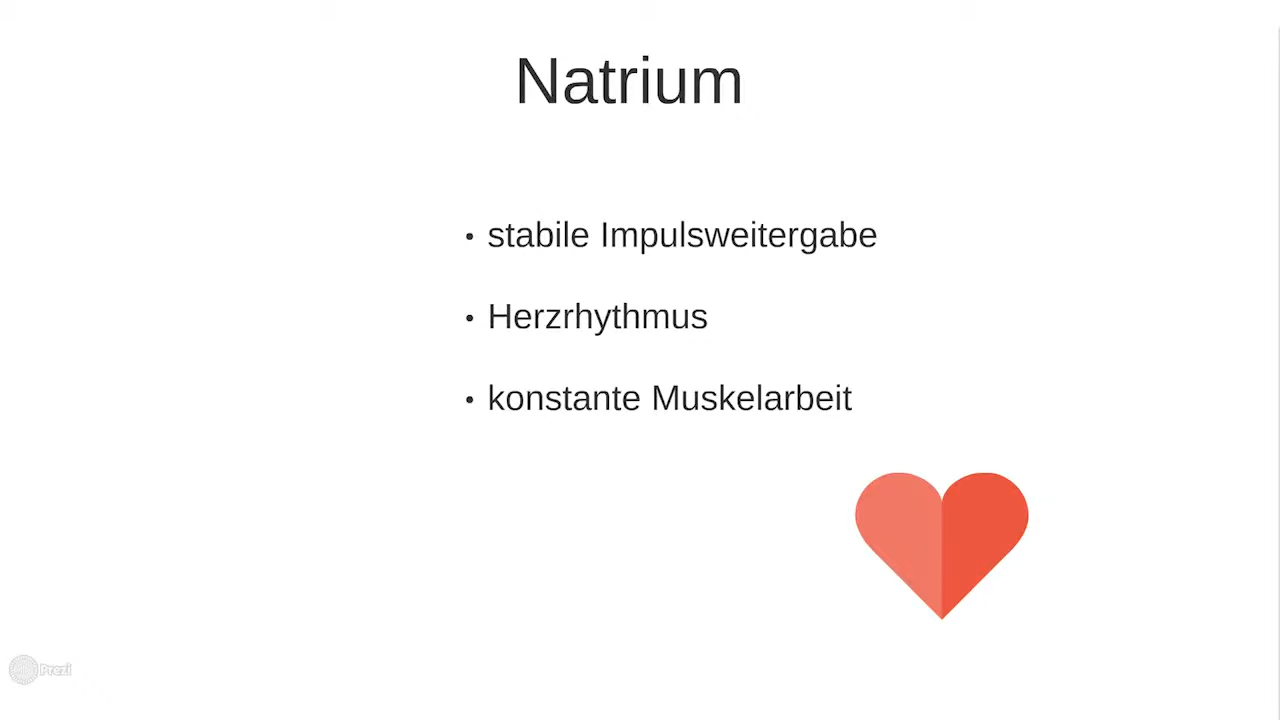 Natrium
• stabile Impulsweitergabe
• Herzrhythmus
• konstante Muskelarbeit
Prezi